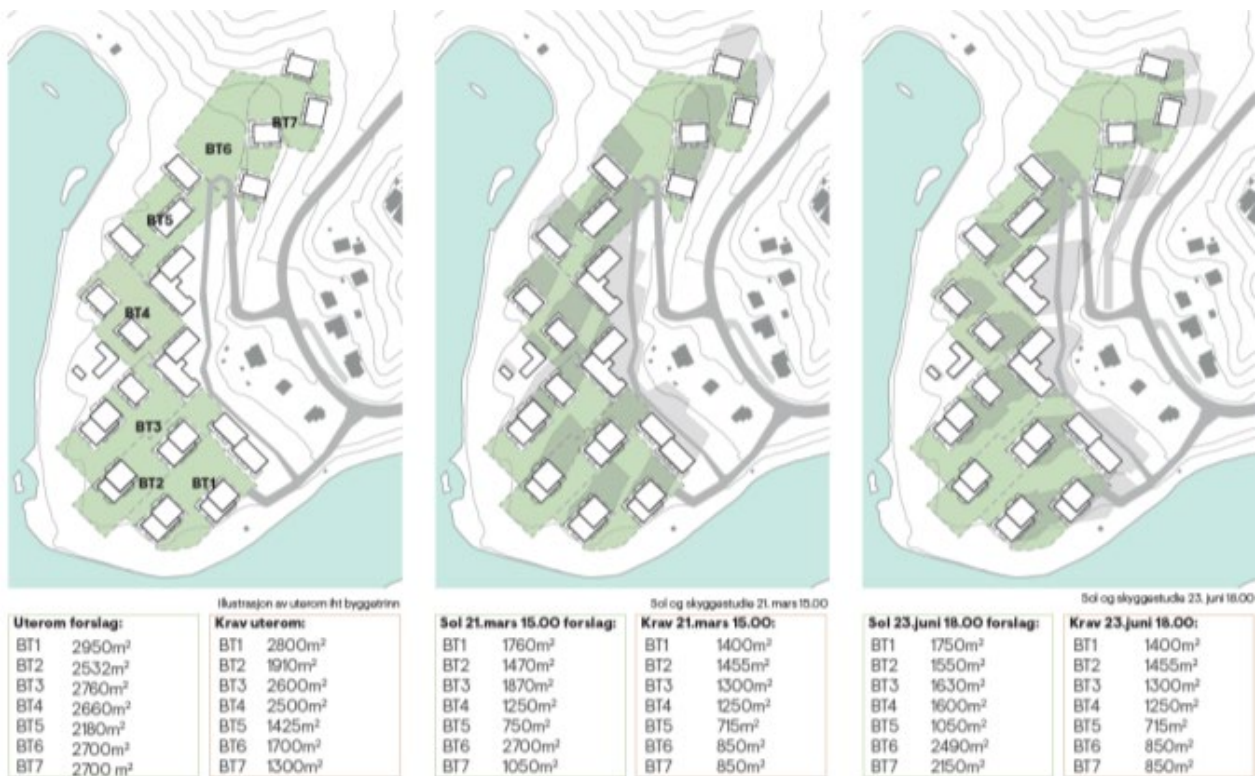 BT7
BT6
BT5
BT4
BT3
BT2
BT1
Illustrasjon av uterom iht byggetrinn
Sol og skyggestudie 21. mars 15.00
Sol og skyggestudie 23. juni 18.00
Uterom forslag:
BT1 2950m²
BT2 2532m²
BT3 2760m²
BT4 2660m²
BT5 2180m²
BT6 2700m²
BT7 2700 m²
Krav uterom:
BT1 2800m²
BT2 1910m²
BT3 2600m²
BT4 2500m²
BT5 1425m²
BT6 1700m²
BT7 1300m²
Sol 21.mars 15.00 forslag:
BT1 1760m²
BT2 1470m²
BT3 1870m²
BT4 1250m²
BT5 750m²
BT6 2700m²
BT7 1050m²
Krav 21.mars 15.00:
BT1 1400m²
BT2 1455m²
BT3 1300m²
BT4 1250m²
BT5 715m²
BT6 850m²
BT7 850m²
Sol 23.juni 18.00 forslag:
BT1 1750m²
BT2 1550m²
BT3 1630m²
BT4 1600m²
BT5 1050m²
BT6 2490m²
BT7 2150m²
Krav 23.juni 18.00:
BT1 1400m²
BT2 1455m²
BT3 1300m²
BT4 1250m²
BT5 715m²
BT6 850m²
BT7 850m²